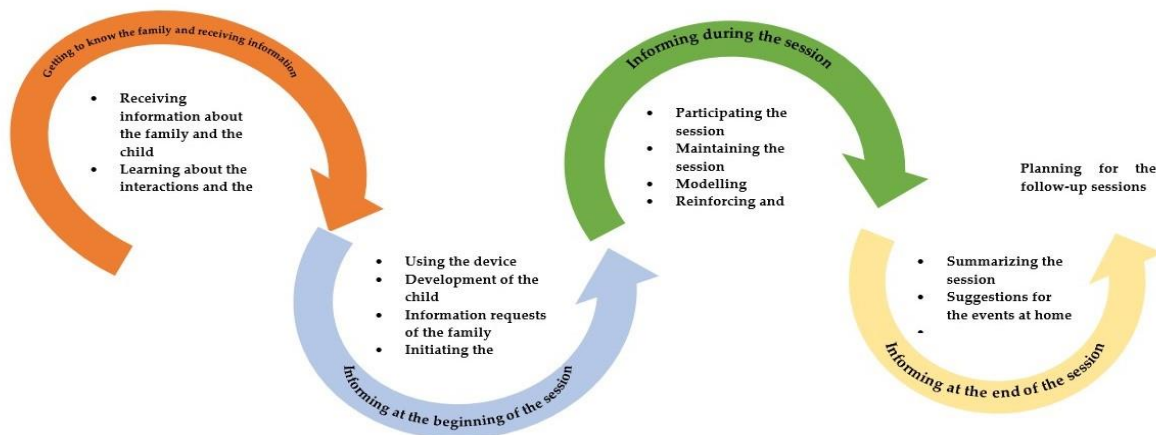 Getting to know the family and receiving information
• Receiving
information about
the family and the
child
• Learning about the
interactions and the
Informing at the beginning of the session
• Using the device
• Development of the
child
• Information requests
of the family
• Initiating the
Informing during the session
• Participating the
session
• Maintaining the
session
• Modelling
• Reinforcing and
Informing at the end of the session
• Summarizing the
session
• Suggestions for
the events at home
•
Planning for the
follow-up sessions